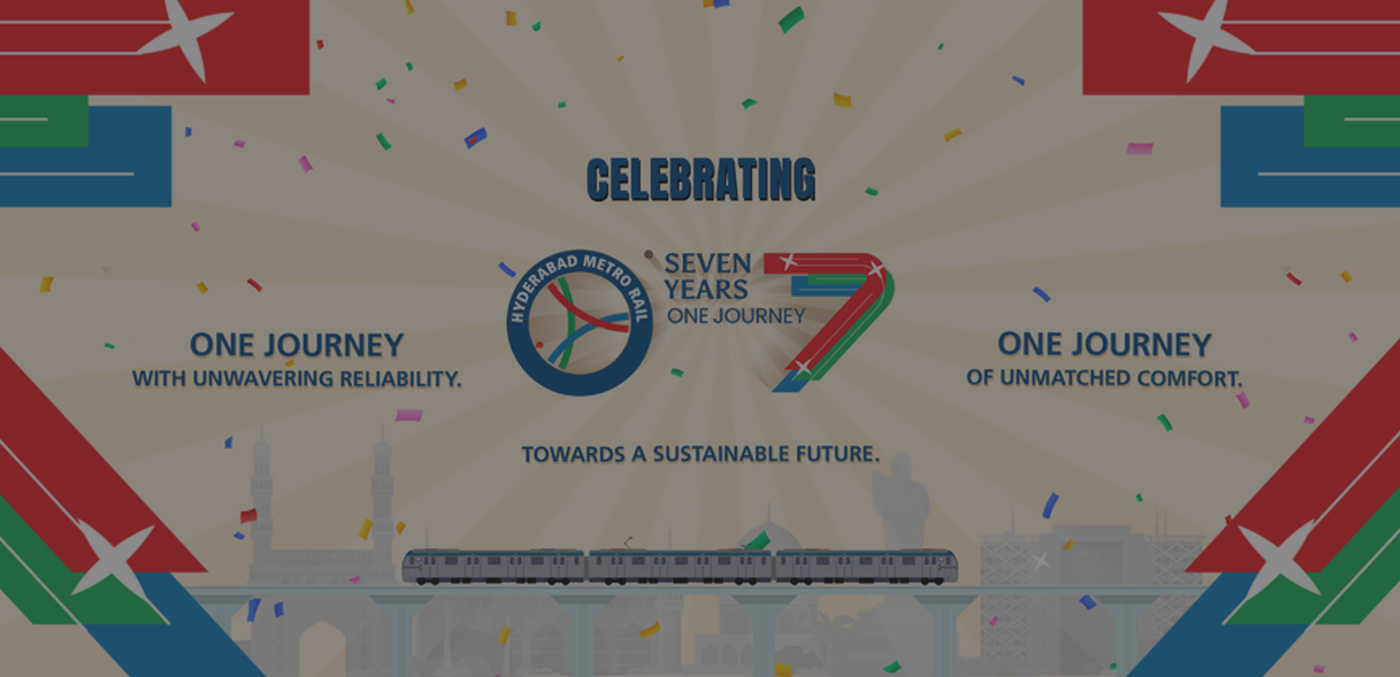 CELEBRATING
HYDERABAD METRO RAIL
SEVEN
YEARS
ONE JOURNEY
7
ONE JOURNEY
WITH UNWAVERING RELIABILITY.
ONE JOURNEY
OF UNMATCHED COMFORT.
TOWARDS A SUSTAINABLE FUTURE.